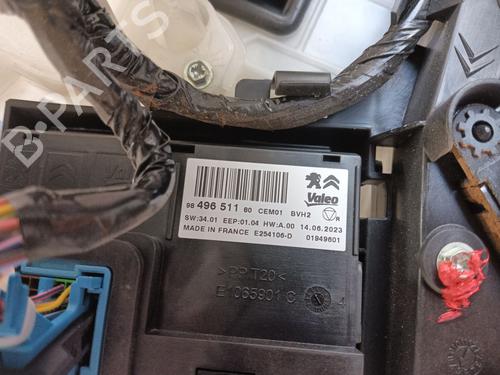 B-PARTS
98 496 511 80 CEM01 BVH2 Valeo R
SW:34.01 EEP:01.04 HW:A.00 14.06.2023
MADE IN FRANCE E254106-D 01949601
>PP.T20<
E1065901 C
4